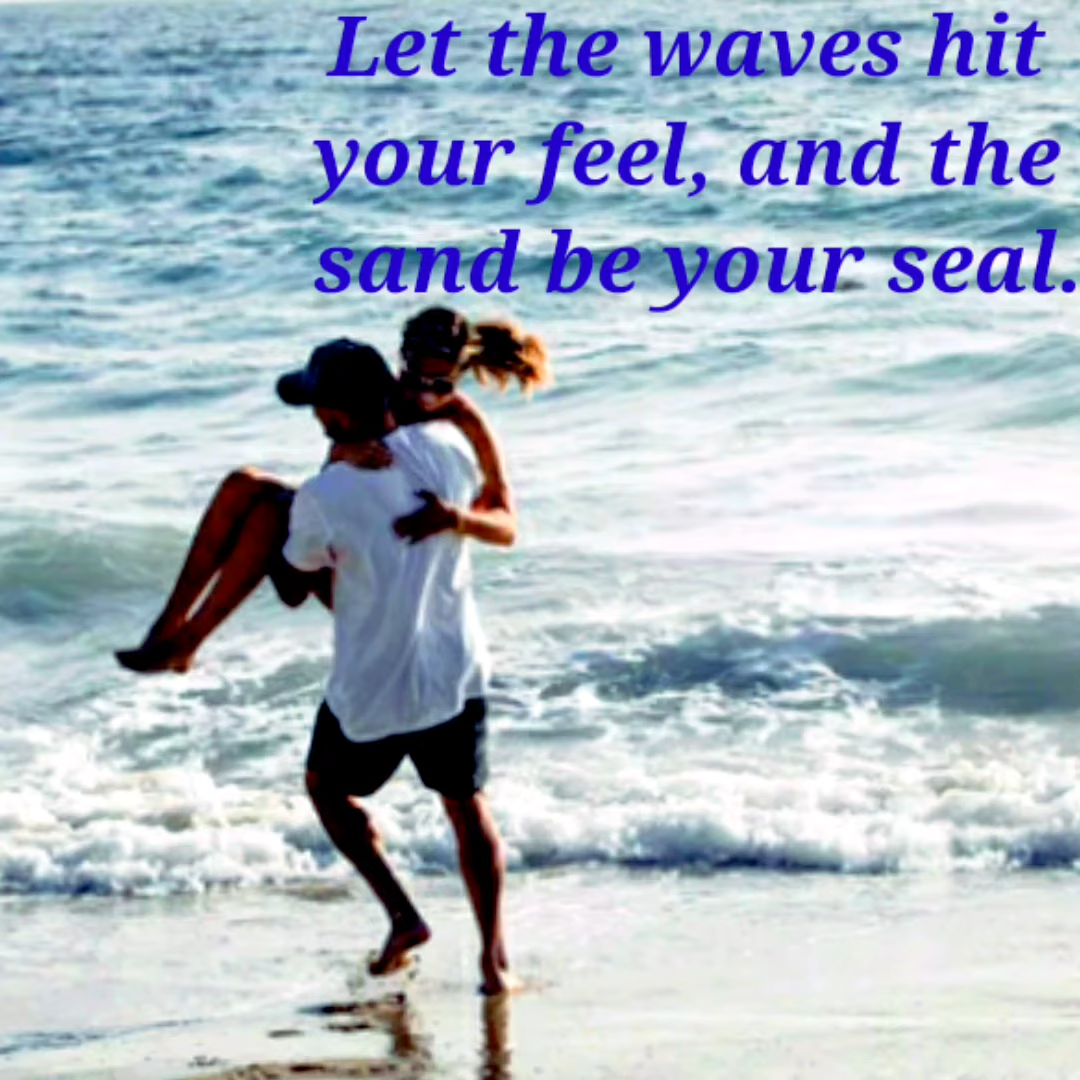 Let the waves hit
your feel, and the
sand be your seal.